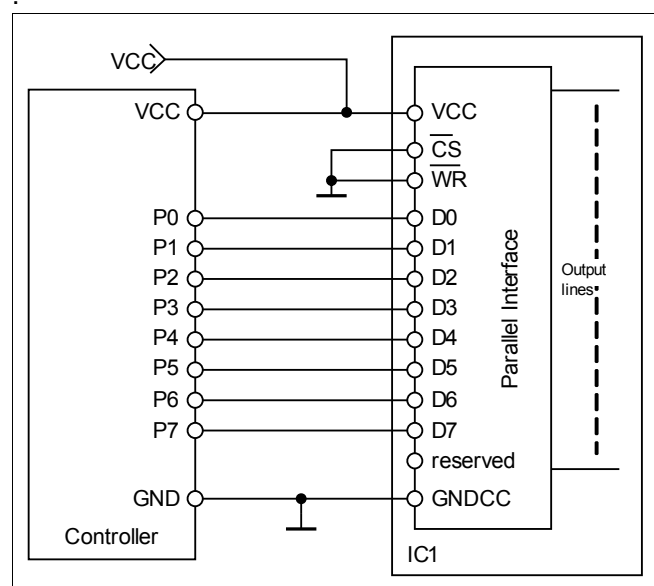 .
VCC
VCC
P0
P1
P2
P3
P4
P5
P6
P7
GND
Controller
VCC
CS
WR
D0
D1
D2
D3
D4
D5
D6
D7
reserved
GNDCC
Parallel Interface
Output
lines
IC1